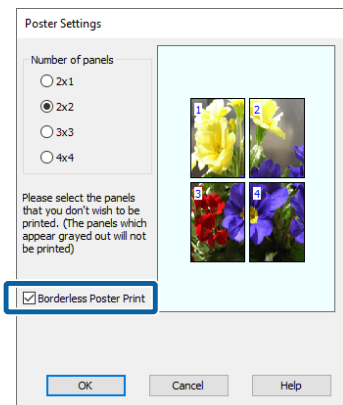 Poster Settings
Number of panels
2x1
2x2
3x3
4x4
1 2
3 4
Please select the panels
that you don't wish to be
printed. (The panels which
appear grayed out will not
be printed)
Borderless Poster Print
OK Cancel Help